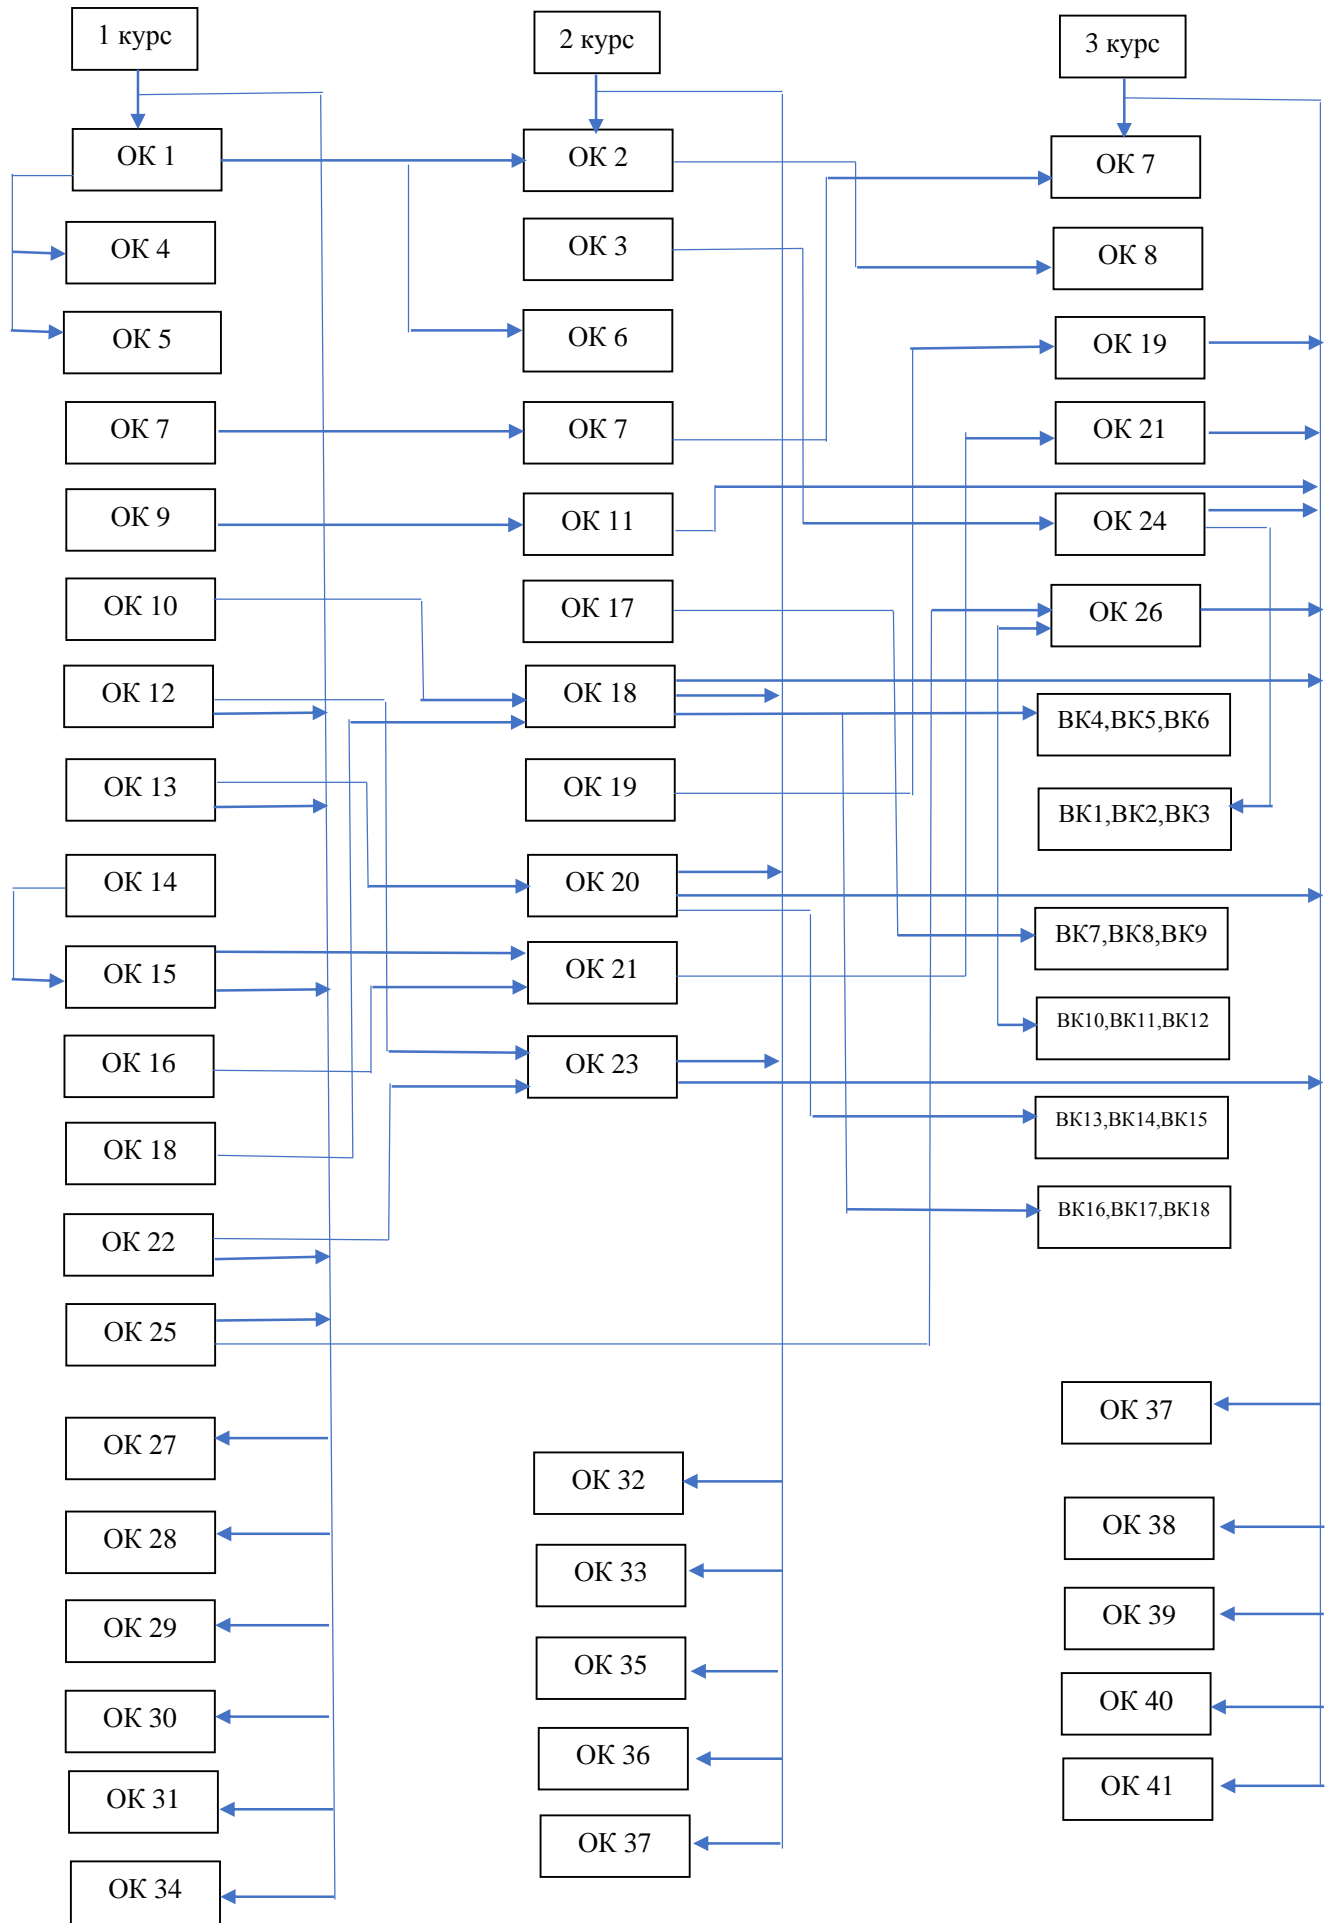 1 курс
ОК 1
ОК 4
ОК 5
ОК 7
ОК 9
ОК 10
ОК 12
ОК 13
ОК 14
ОК 15
ОК 16
ОК 18
ОК 22
ОК 25
ОК 27
ОК 28
ОК 29
ОК 30
ОК 31
ОК 34
2 курс
ОК 2
ОК 3
ОК 6
ОК 7
ОК 11
ОК 17
ОК 18
ОК 19
ОК 20
ОК 21
ОК 23
ОК 32
ОК 33
ОК 35
ОК 36
ОК 37
3 курс
ОК 7
ОК 8
ОК 19
ОК 21
ОК 24
ОК 26
ВК4,ВК5,ВК6
ВК1,ВК2,ВК3
ВК7,ВК8,ВК9
ВК10,ВК11,ВК12
ВК13,ВК14,ВК15
ВК16,ВК17,ВК18
ОК 37
ОК 38
ОК 39
ОК 40
ОК 41